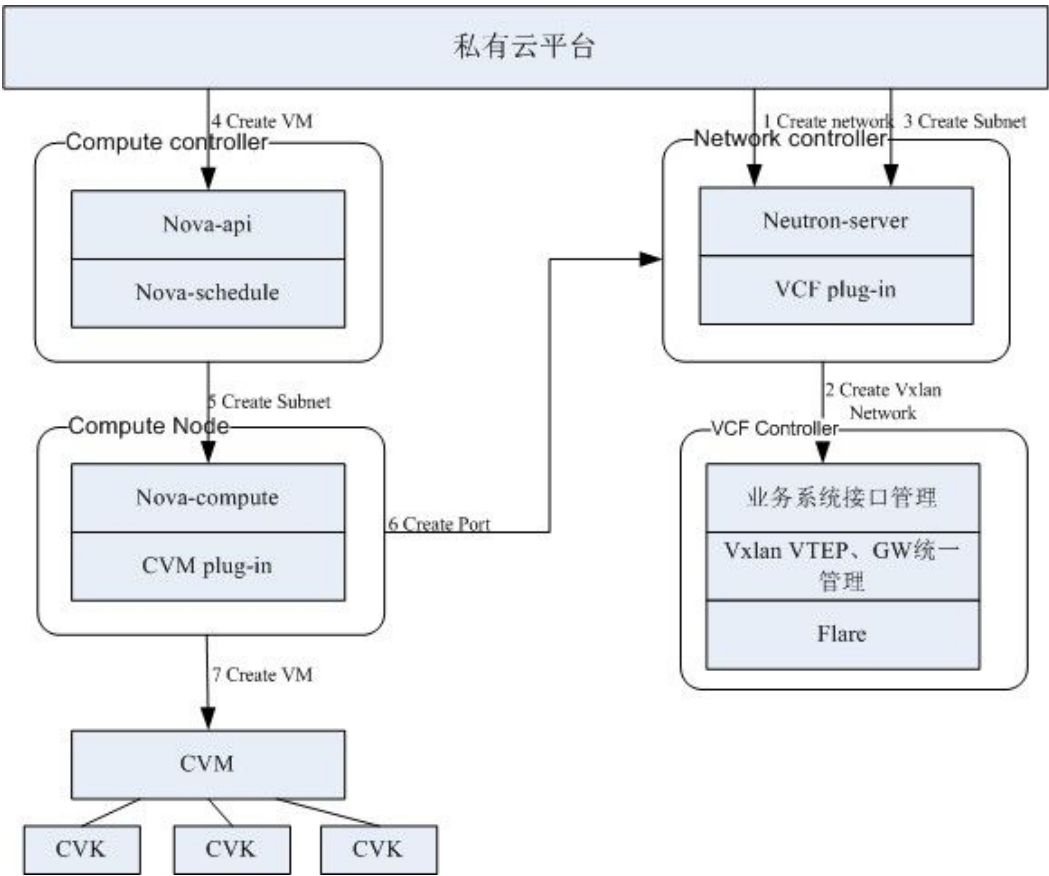 私有云平台
4 Create VM
1 Create network
3 Create Subnet
Compute controller
Network controller
Nova-api
Nova-schedule
Neutron-server
VCF plug-in
5 Create Subnet
2 Create Vxlan
Network
Compute Node
VCF Controller
Nova-compute
CVM plug-in
6 Create Port
业务系统接口管理
Vxlan VTEP、GW统一
管理
Flare
7 Create VM
CVM
CVK
CVK
CVK